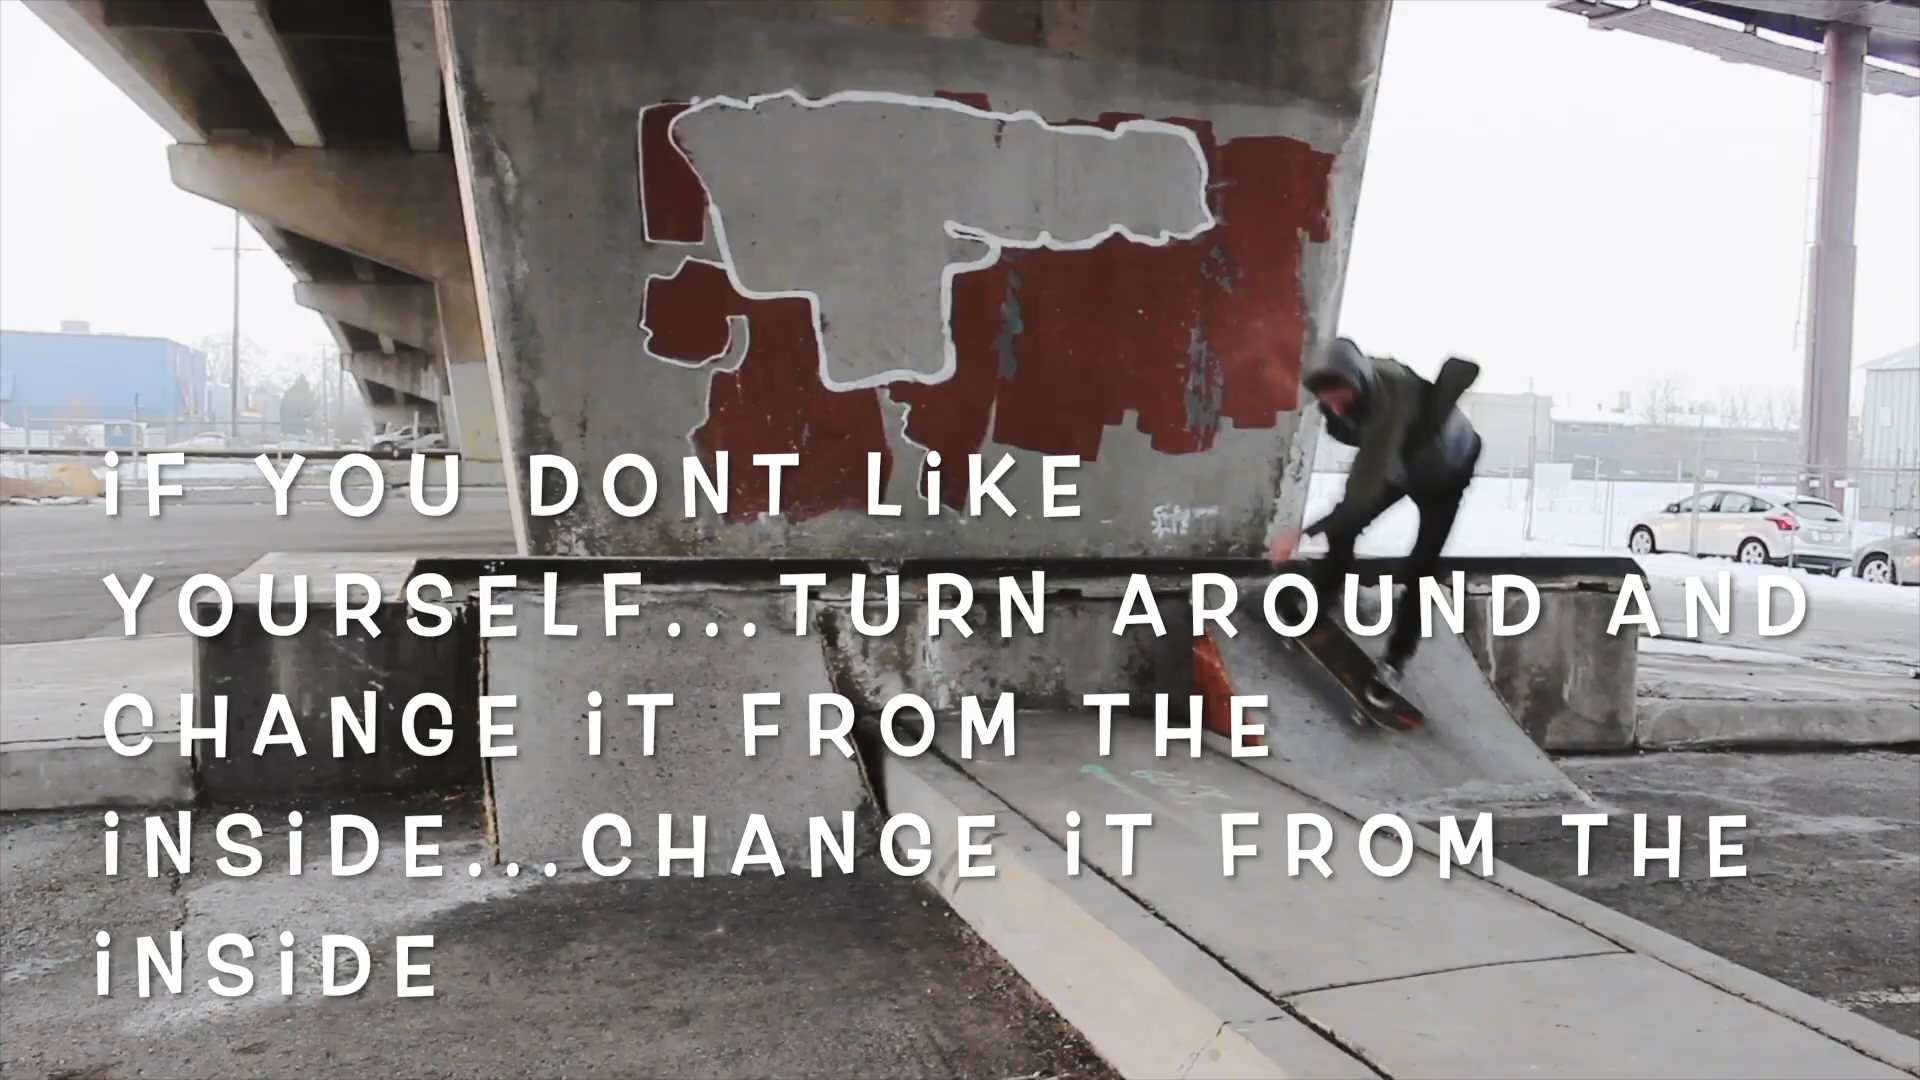 iF YOU DONT LiKE
YOURSELF...TURN AROUND AND
CHANGE iT FROM THE
iNSiDE...CHANGE iT FROM THE
iNSiDE